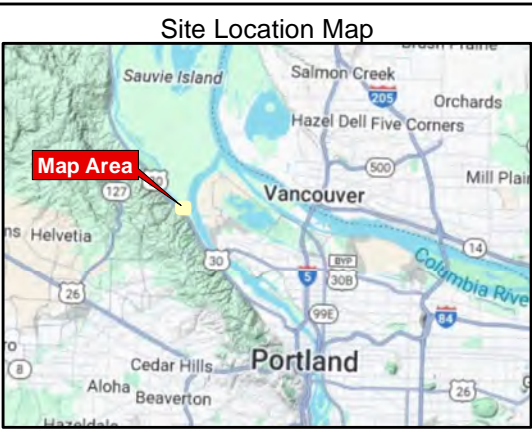 Site Location Map
Sauvie Island
Salmon Creek
205
Orchards
Hazel Dell
Five Corners
Map Area
127
500
Mill Plai
Vancouver
Helvetia
30
14
5
BYP
30B
Columbia Rive
26
99E
84
Portland
8
Cedar Hills
Aloha
Beaverton
26